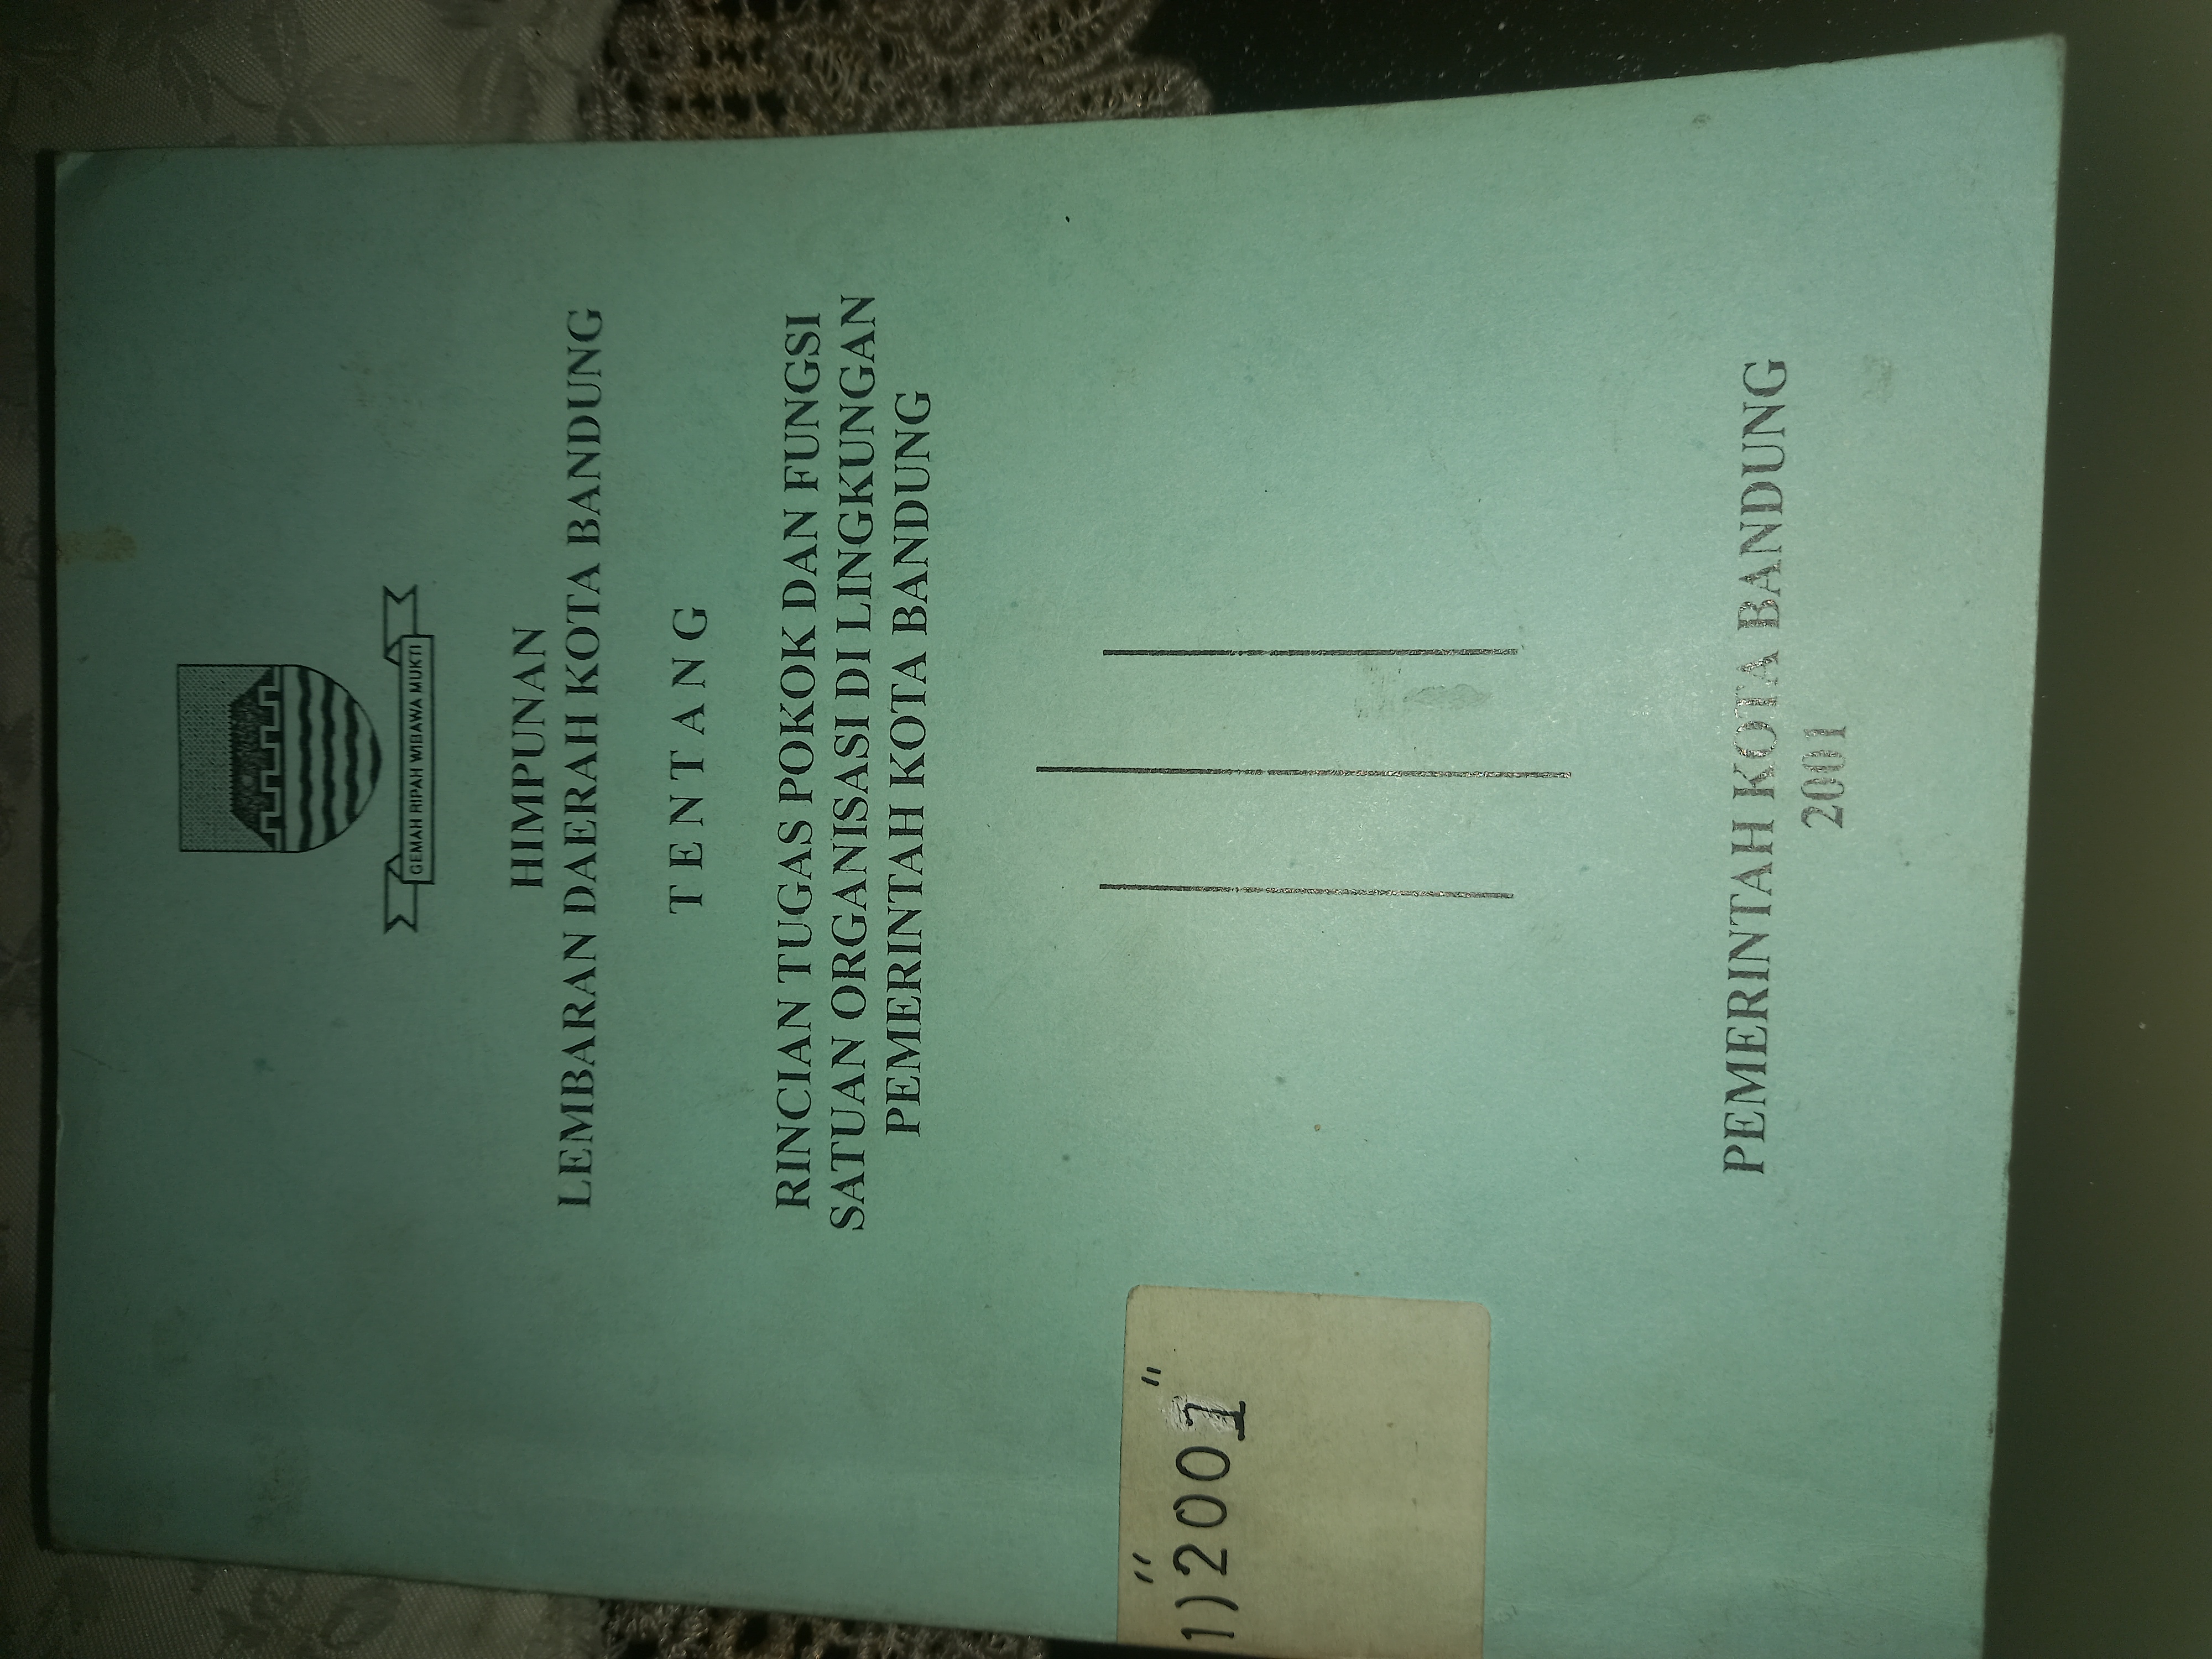 GEMAH RIPAH WIBAWA MUKTI
HIMPUNAN
LEMBARAN DAERAH KOTA BANDUNG
TENTANG
RINCIAN TUGAS POKOK DAN FUNGSI
SATUAN ORGANISASI DI LINGKUNGAN
PEMERINTAH KOTA BANDUNG
1)"2001"
PEMERINTAH KOTA BANDUNG
2001